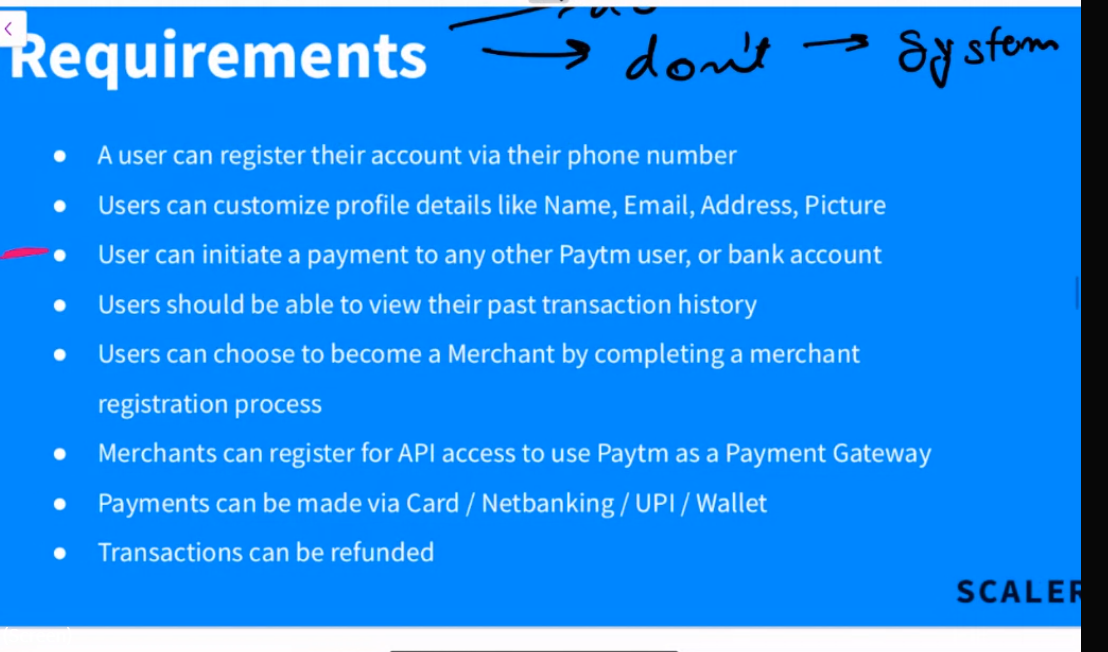 Requirements
don't → System
● A user can register their account via their phone number
● Users can customize profile details like Name, Email, Address, Picture
● User can initiate a payment to any other Paytm user, or bank account
● Users should be able to view their past transaction history
● Users can choose to become a Merchant by completing a merchant
registration process
● Merchants can register for API access to use Paytm as a Payment Gateway
● Payments can be made via Card / Netbanking / UPI / Wallet
● Transactions can be refunded
SCALER